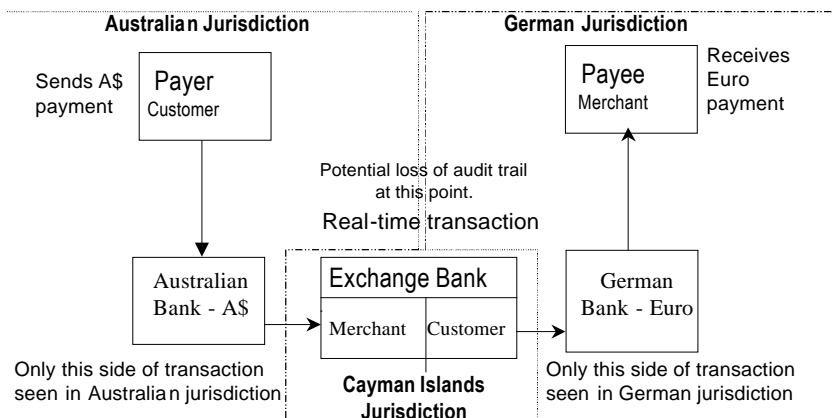 Australian Jurisdiction
German Jurisdiction
Sends A$
payment
Payer
Customer
Payee
Merchant
Receives
Euro
payment
Potential loss of audit trail
at this point.
Real-time transaction
Australian
Bank - A$
Exchange Bank
Merchant
Customer
German
Bank - Euro
Only this side of transaction
seen in Australian jurisdiction
Cayman Islands
Jurisdiction
Only this side of transaction
seen in German jurisdiction